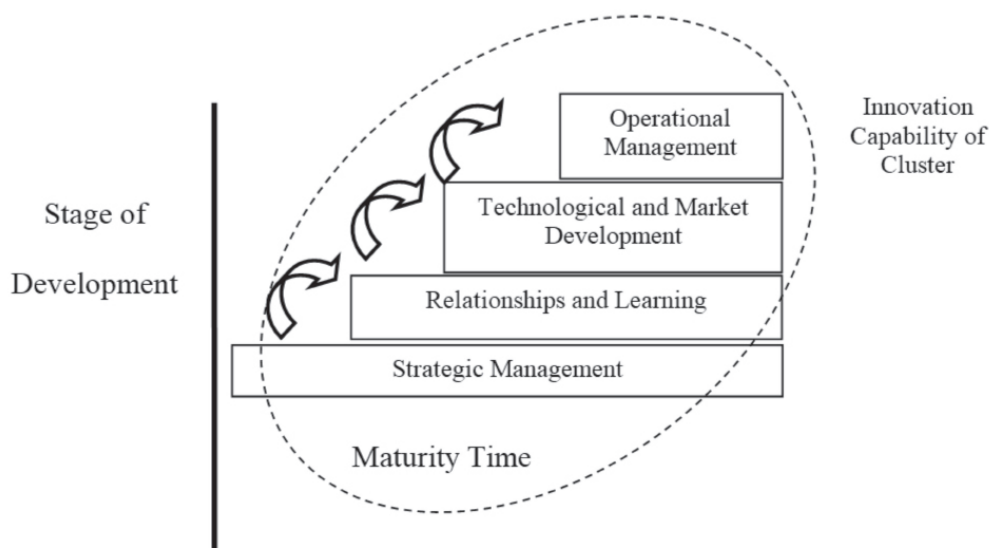 Operational
Management
Innovation
Capability of
Cluster
Stage of
Development
Technological and Market
Development
Relationships and Learning
Strategic Management
Maturity Time